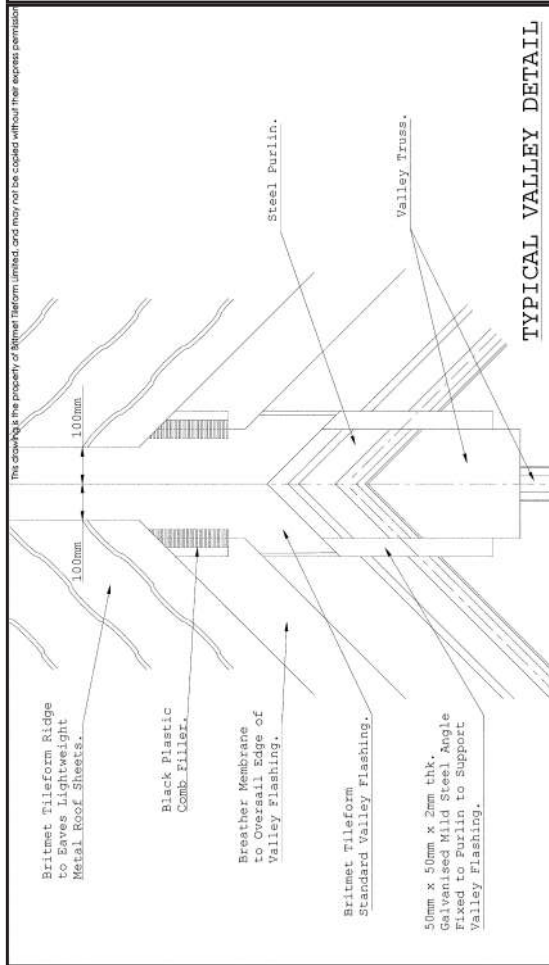 This drawing is the property of Britmet Tileform Limited, and may not be copied without their express permission
100mm
100mm
Britmet Tileform Ridge
to Eaves Lightweight
Metal Roof Sheets.
Black Plastic
Comb Filler.
Breather Membrane
to Oversail Edge of
Valley Flashing.
Britmet Tileform
Standard Valley Flashing.
50mm x 50mm x 2mm thk.
Galvanised Mild Steel Angle
Fixed to Purlin to Support
Valley Flashing.
Steel Purlin.
Valley Truss.
TYPICAL VALLEY DETAIL